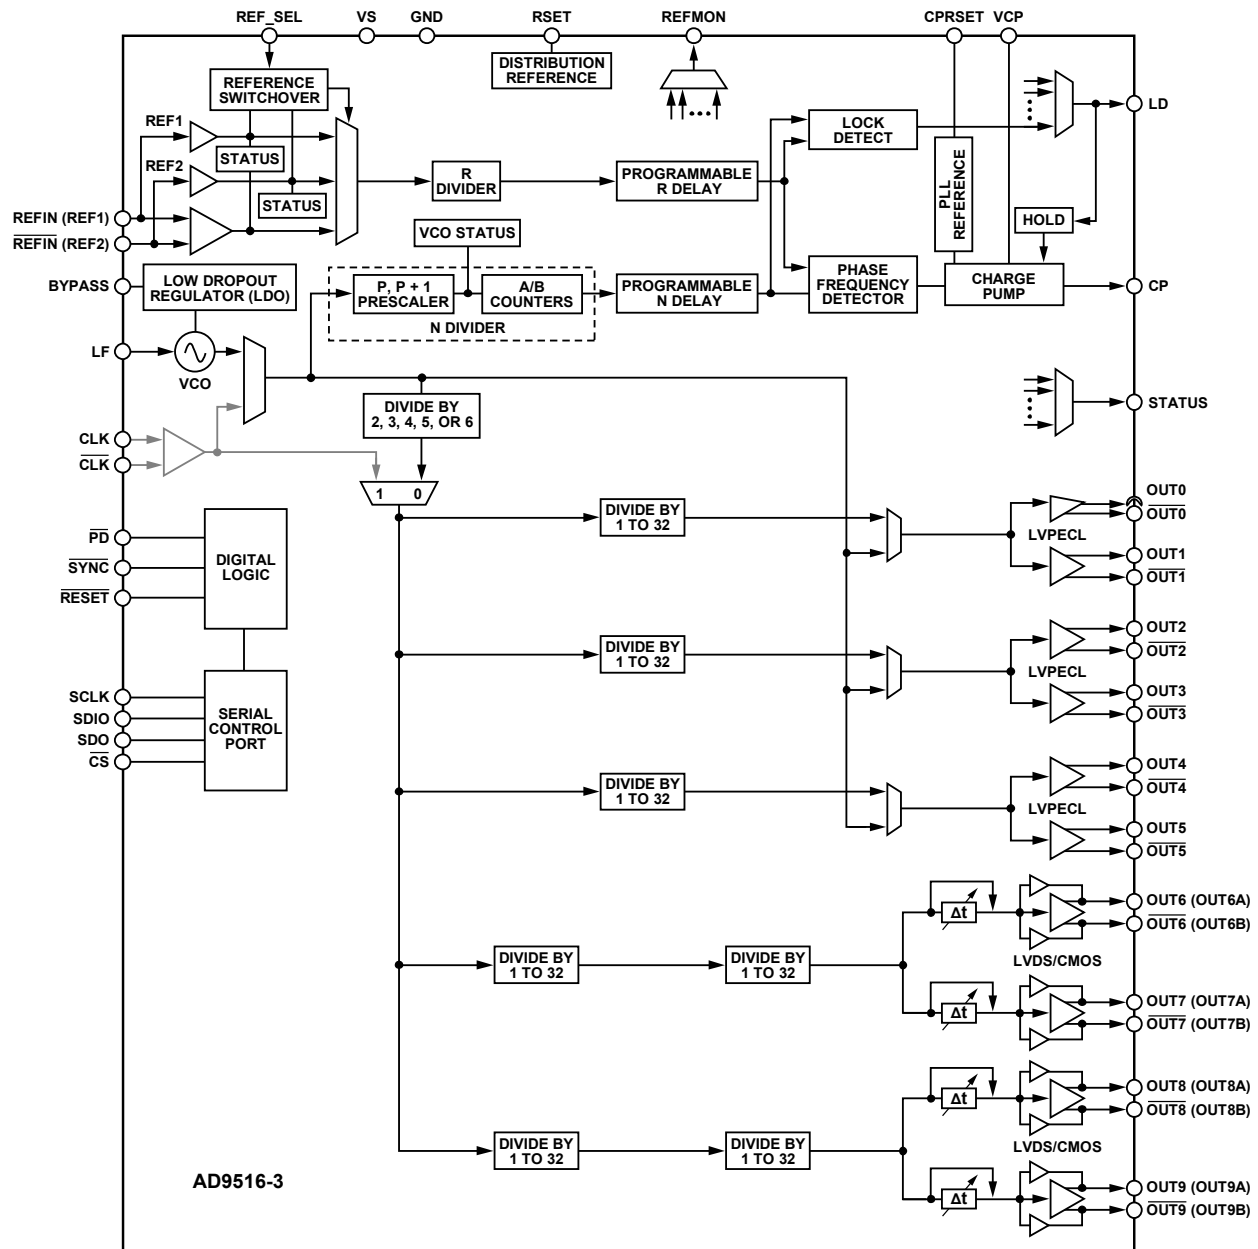 REF_SEL VS GND RSET REFMON CPRSET VCP
DISTRIBUTION
REFERENCE
REFERENCE
SWITCHOVER
REF1
STATUS
REF2
STATUS
R
DIVIDER
PROGRAMMABLE
R DELAY
LOCK
DETECT
LD
PLL
REFERENCE
HOLD
REFIN (REF1)
REFIN (REF2)
VCO STATUS
BYPASS
LOW DROPOUT
REGULATOR (LDO)
P, P + 1
PRESCALER
A/B
COUNTERS
N DIVIDER
PROGRAMMABLE
N DELAY
PHASE
FREQUENCY
DETECTOR
CHARGE
PUMP
CP
LF
VCO
STATUS
DIVIDE BY
2, 3, 4, 5, OR 6
CLK
CLK
1 0
PD
SYNC
RESET
DIGITAL
LOGIC
SCLK
SDIO
SDO
CS
SERIAL
CONTROL
PORT
DIVIDE BY
1 TO 32
LVPECL
OUT0
OUT0
OUT1
OUT1
DIVIDE BY
1 TO 32
LVPECL
OUT2
OUT2
OUT3
OUT3
DIVIDE BY
1 TO 32
LVPECL
OUT4
OUT4
OUT5
OUT5
DIVIDE BY
1 TO 32
DIVIDE BY
1 TO 32
Δt
Δt
LVDS/CMOS
OUT6 (OUT6A)
OUT6 (OUT6B)
OUT7 (OUT7A)
OUT7 (OUT7B)
DIVIDE BY
1 TO 32
DIVIDE BY
1 TO 32
Δt
Δt
LVDS/CMOS
OUT8 (OUT8A)
OUT8 (OUT8B)
OUT9 (OUT9A)
OUT9 (OUT9B)
AD9516-3